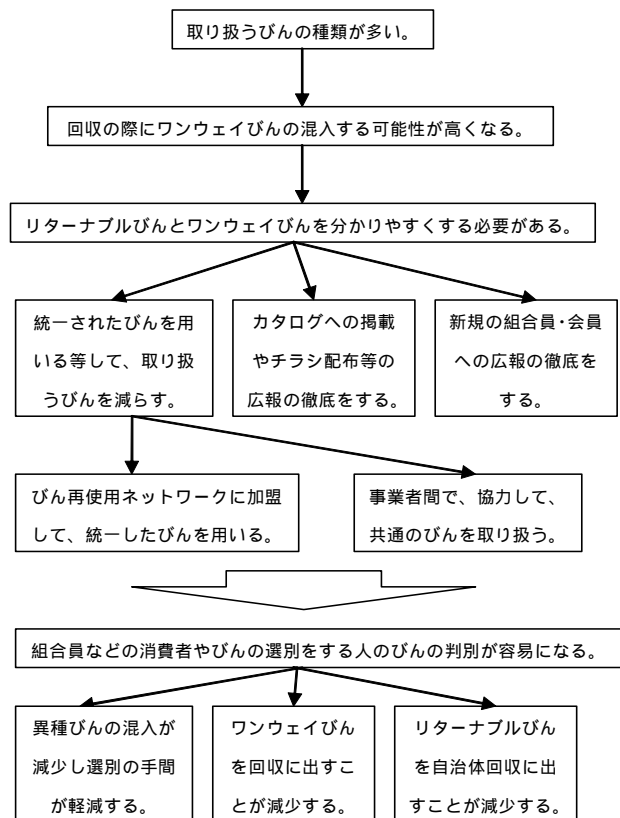 取り扱うびんの種類が多い。
回収の際にワンウェイびんの混入する可能性が高くなる。
リターナブルびんとワンウェイびんを分かりやすくする必要がある。
統一されたびんを用
いる等して、取り扱
うびんを減らす。
カタログへの掲載
やチラシ配布等の
広報の徹底をする。
新規の組合員・会員
への広報の徹底を
する。
びん再使用ネットワークに加盟
して、統一したびんを用いる。
事業者間で、協力して、
共通のびんを取り扱う。
組合員などの消費者やびんの選別をする人のびんの判別が容易になる。
異種びんの混入が
減少し選別の手間
が軽減する。
ワンウェイびん
を回収に出すこ
とが減少する。
リターナブルびん
を自治体回収に出
すことが減少する。